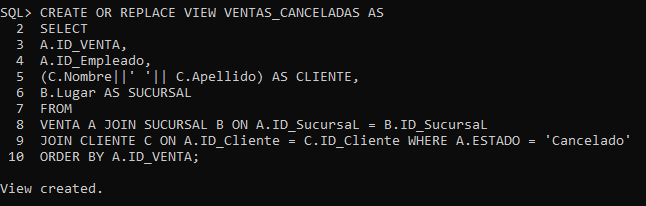 SQL> CREATE OR REPLACE VIEW VENTAS_CANCELADAS AS
  2  SELECT
  3  A.ID_VENTA,
  4  A.ID_Empleado,
  5  (C.Nombre||' '|| C.Apellido) AS CLIENTE,
  6  B.Lugar AS SUCURSAL
  7  FROM
  8  VENTA A JOIN SUCURSAL B ON A.ID_SucursaL = B.ID_SucursaL
  9  JOIN CLIENTE C ON A.ID_Cliente = C.ID_Cliente WHERE A.ESTADO = 'Cancelado'
 10  ORDER BY A.ID_VENTA;
View created.